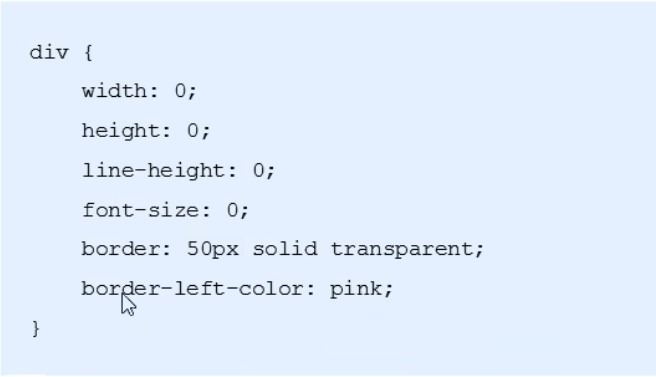 div {
    width: 0;
    height: 0;
    line-height: 0;
    font-size: 0;
    border: 50px solid transparent;
    border-left-color: pink;
}